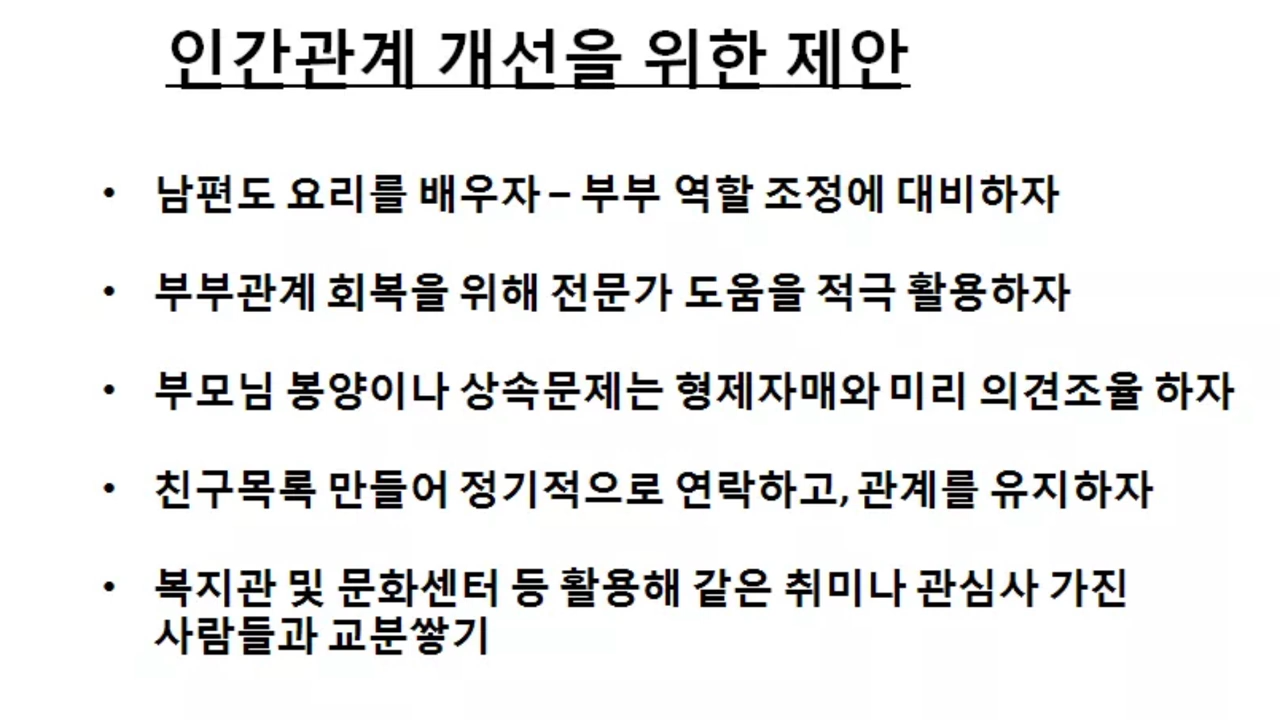 인간관계 개선을 위한 제안
• 남편도 요리를 배우자 – 부부 역할 조정에 대비하자
• 부부관계 회복을 위해 전문가 도움을 적극 활용하자
• 부모님 봉양이나 상속문제는 형제자매와 미리 의견조율 하자
• 친구목록 만들어 정기적으로 연락하고, 관계를 유지하자
• 복지관 및 문화센터 등 활용해 같은 취미나 관심사 가진
사람들과 교분쌓기